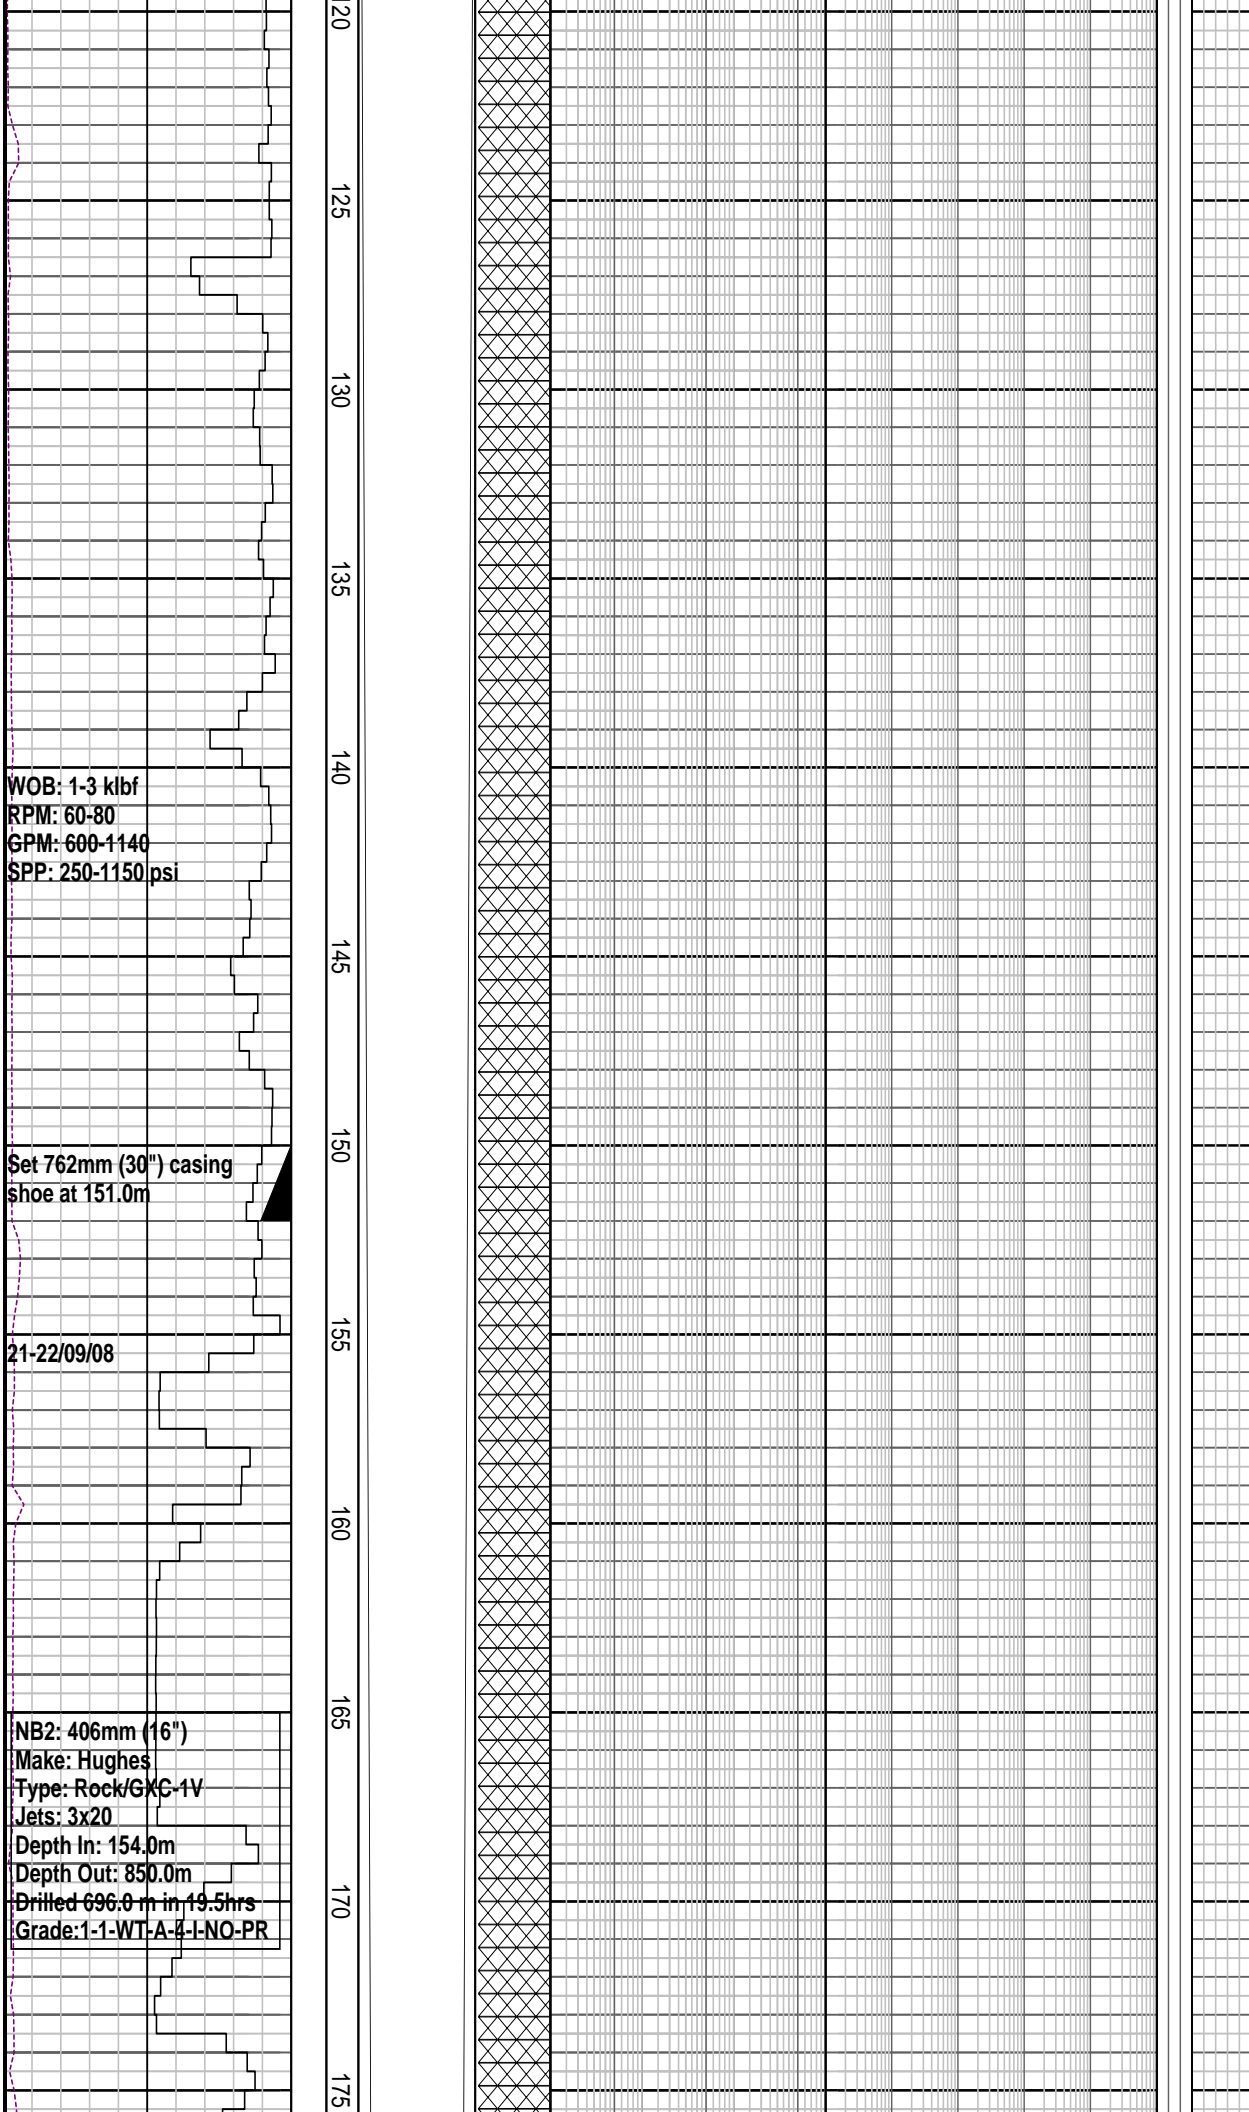 120
125
130
135
140
WOB: 1-3 klbf
RPM: 60-80
GPM: 600-1140
SPP: 250-1150 psi
145
150
Set 762mm (30") casing
shoe at 151.0m
155
21-22/09/08
160
165
NB2: 406mm (16")
Make: Hughes
Type: Rock/GXC-1V
Jets: 3x20
Depth In: 154.0m
Depth Out: 850.0m
Drilled 696.0 m in 19.5hrs
170
Grade:1-1-WT-A-4-I-NO-PR
175